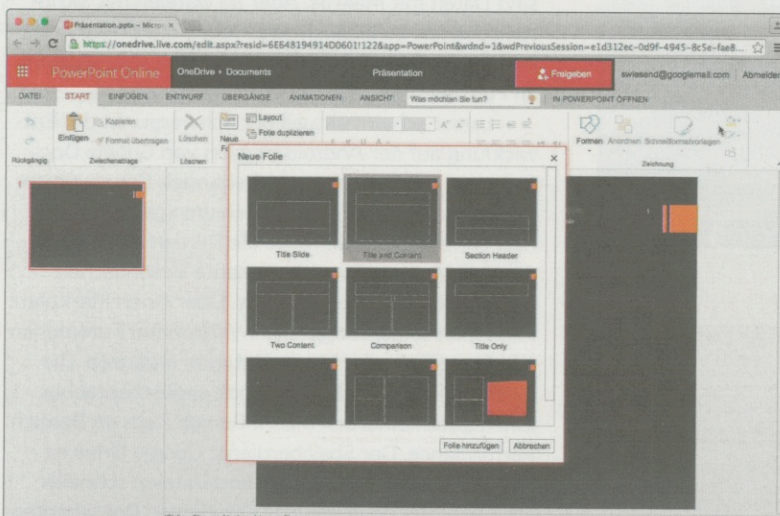 Präsentation.pptx – Micros
https://onedrive.live.com/edit.aspx?resid=6E648194914D0601!122&app=PowerPoint&wdnd=1&wdPreviousSession=e1d312ec-0d9f-4945-8c5e-fae8...
PowerPoint Online OneDrive Documents Präsentation Freigeben swiesend@googlemail.com Abmelden
DATEI START EINFÜGEN ENTWURF ÜBERGÄNGE ANIMATIONEN ANSICHT Was möchten Sie tun? IN POWERPOINT ÖFFNEN
Kopieren Layout
Einfügen Format übertragen Löschen Neue Folie duplizieren Formen Anordnen Schnellformatvorlagen
Rückgängig Zwischenablage Löschen Zeichnung
Neue Folie
1
Title Slide Title and Content Section Header
Two Content Comparison Title Only
Folie hinzufügen Abbrechen